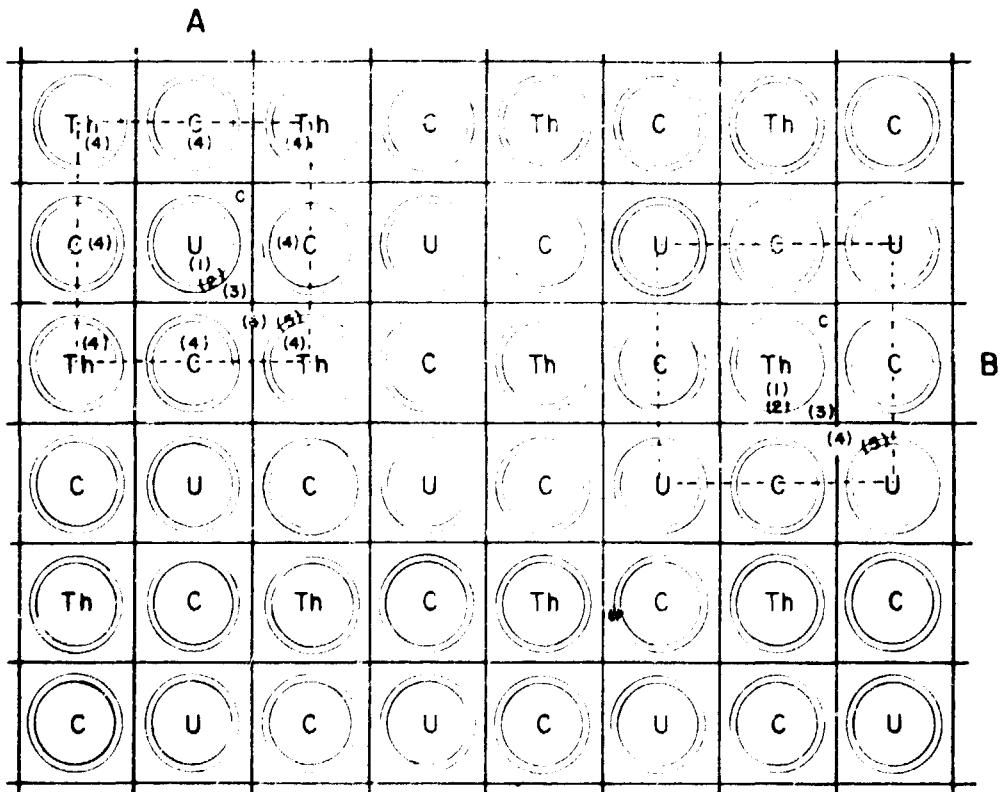 A
Th C Th C Th C Th C
(4) (4) (4)
C
C (4) U (4) C U C U C U
(1)
(2) (3)
(3) (5) C
(4) (4) (4)
Th C Th C Th C Th C B
(1)
(2) (3)
(4) (5)
C U C U C U C U
Th C Th C Th C Th C
C U C U C U C U